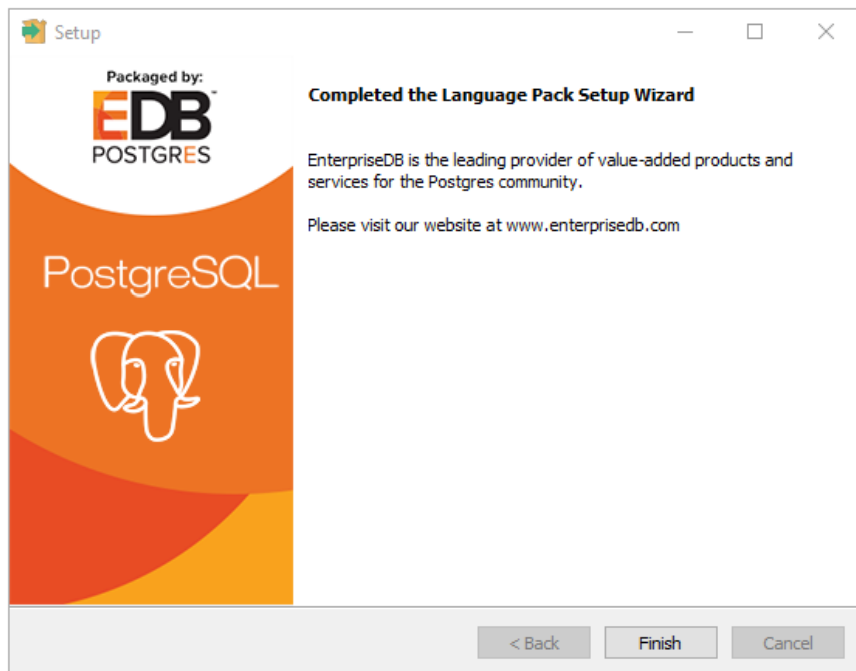 Setup
Packaged by:
EDB™
POSTGRES
PostgreSQL
Completed the Language Pack Setup Wizard
EnterpriseDB is the leading provider of value-added products and
services for the Postgres community.
Please visit our website at www.enterprisedb.com
< Back
Finish
Cancel